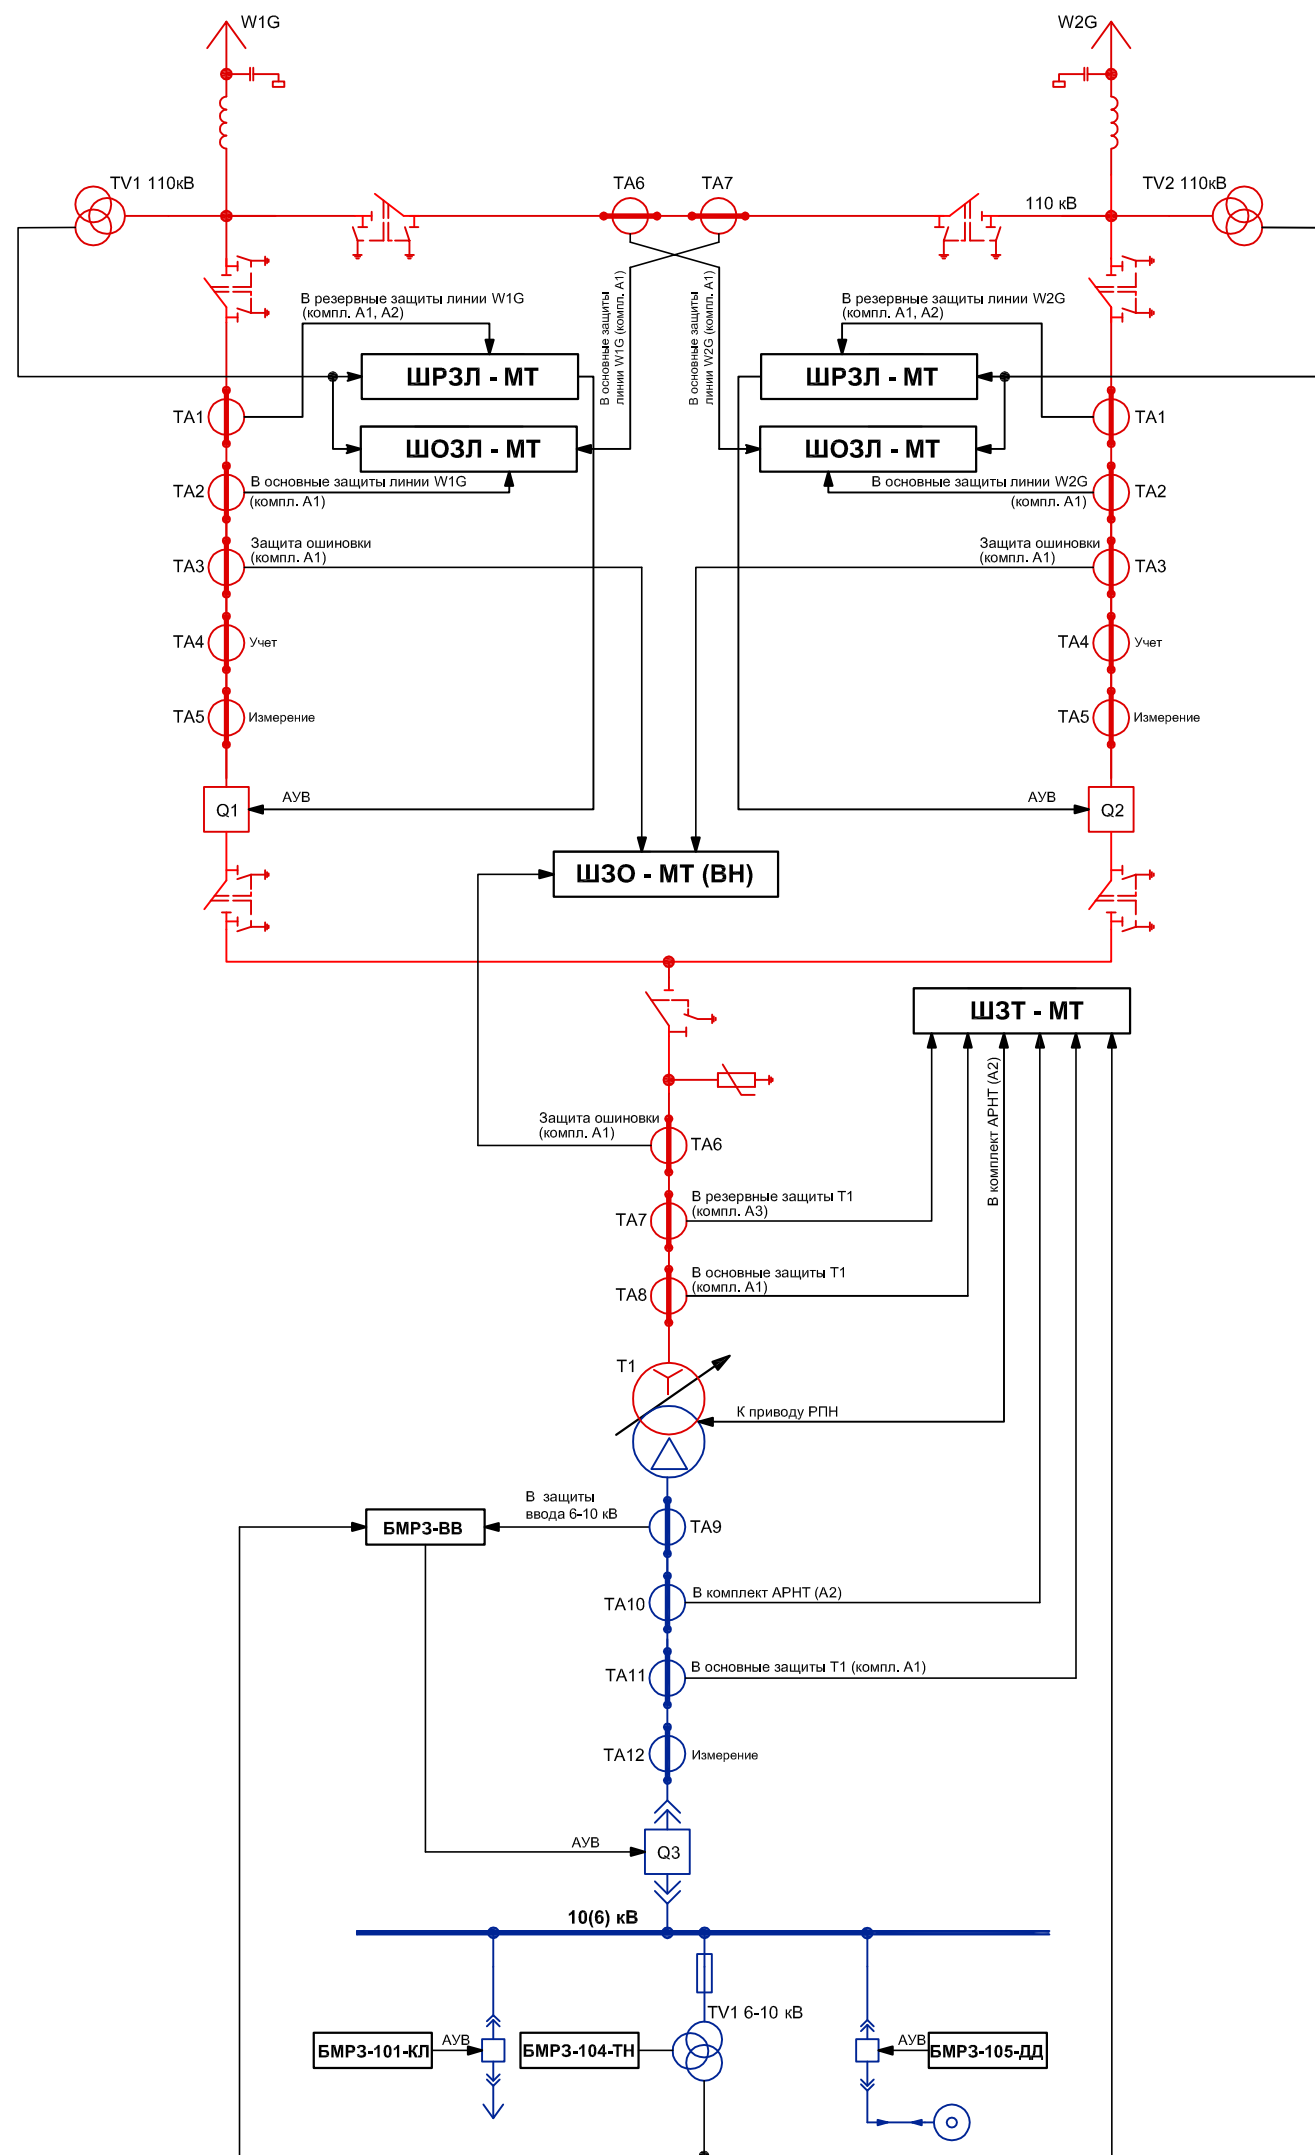 W1G
W2G
TV1 110кВ
TA6
TA7
110 кВ
TV2 110кВ
В резервные защиты линии W1G
(компл. А1, А2)
В основные защиты
линии W1G (компл. А1)
В основные защиты
линии W2G (компл. А1)
В резервные защиты линии W2G
(компл. А1, А2)
ШРЗЛ - МТ
ШРЗЛ - МТ
TA1
TA1
ШОЗЛ - МТ
ШОЗЛ - МТ
TA2
В основные защиты линии W1G
(компл. А1)
В основные защиты линии W2G
(компл. А1)
TA2
Защита ошиновки
(компл. А1)
Защита ошиновки
(компл. А1)
TA3
TA3
TA4
Учет
TA4
Учет
TA5
Измерение
TA5
Измерение
Q1
АУВ
АУВ
Q2
ШЗО - МТ (ВН)
ШЗТ - МТ
В комплект АРНТ (А2)
Защита ошиновки
(компл. А1)
TA6
TA7
В резервные защиты Т1
(компл. А3)
TA8
В основные защиты Т1
(компл. А1)
T1
К приводу РПН
В защиты
ввода 6-10 кВ
БМРЗ-ВВ
TA9
TA10
В комплект АРНТ (А2)
TA11
В основные защиты Т1 (компл. А1)
TA12
Измерение
АУВ
Q3
10(6) кВ
TV1 6-10 кВ
БМРЗ-101-КЛ
АУВ
БМРЗ-104-ТН
АУВ
БМРЗ-105-ДД